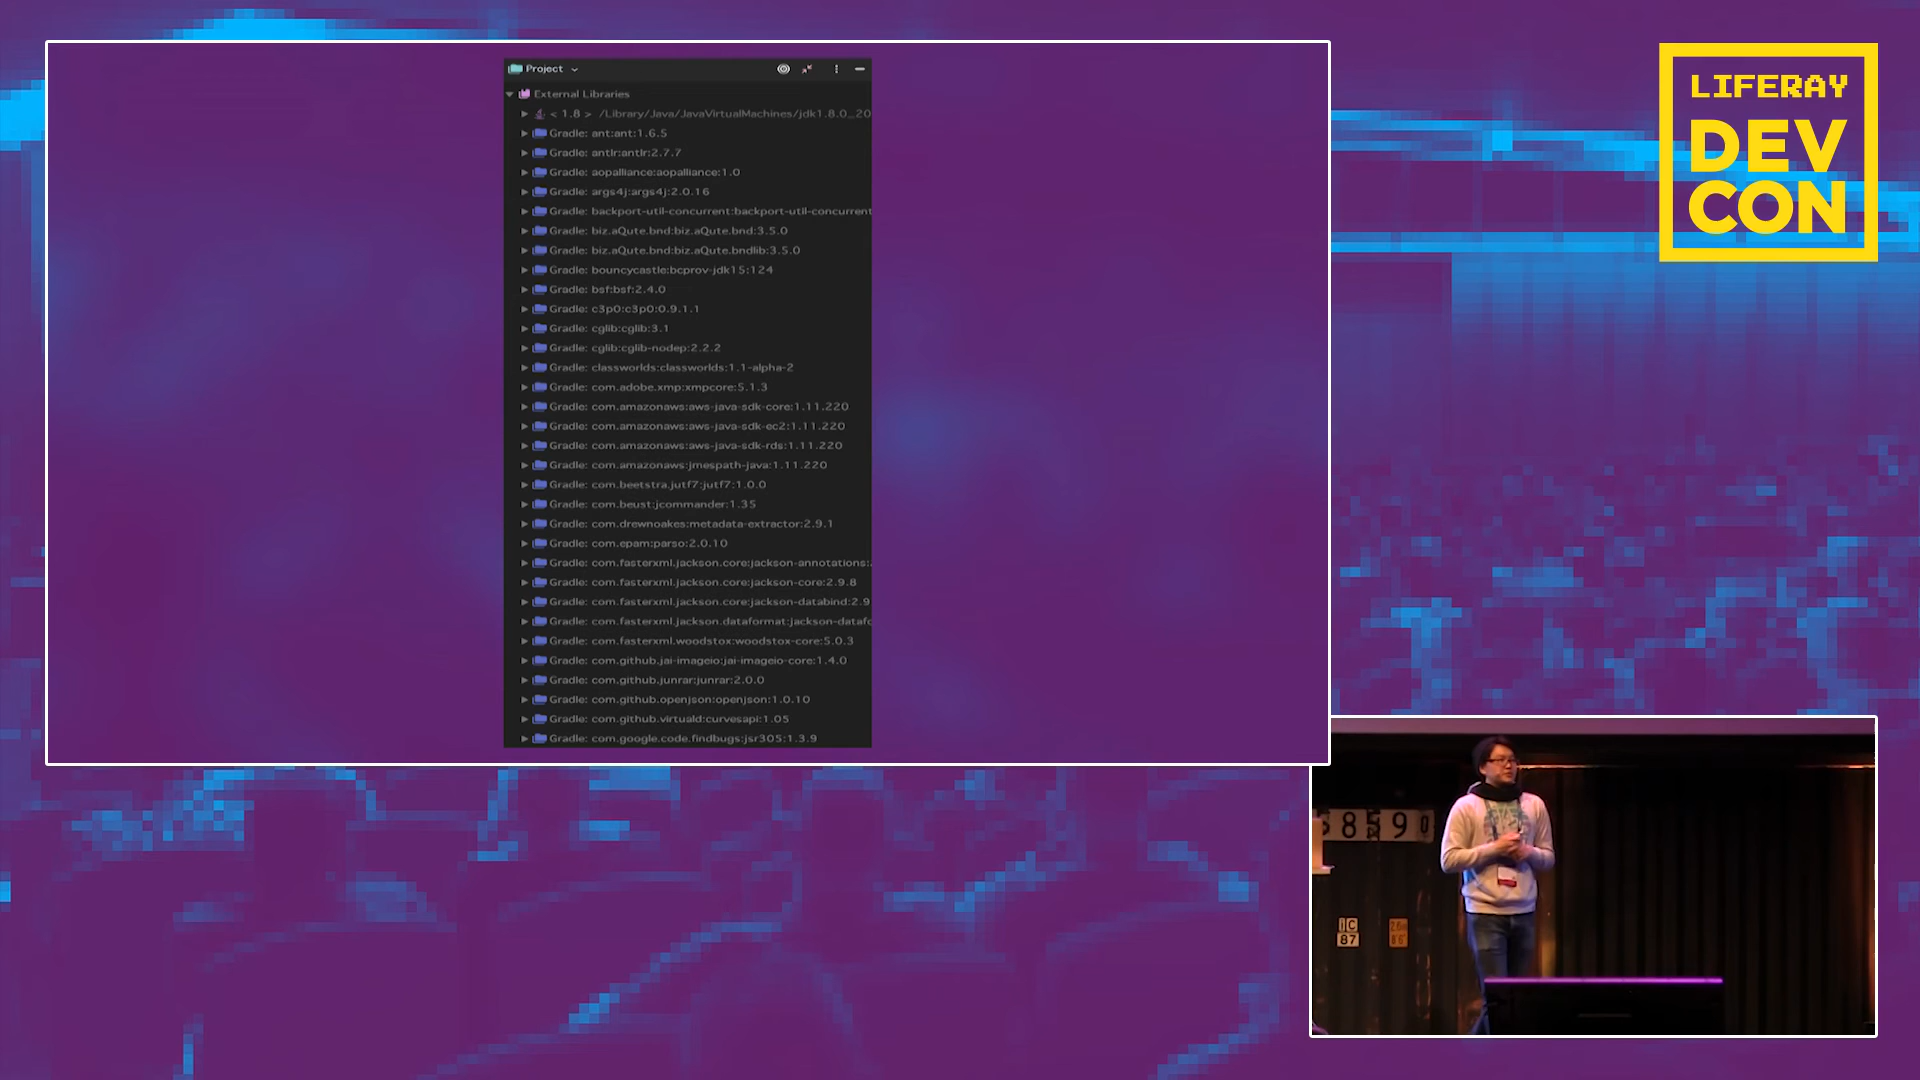 Project
External Libraries
< 1.8 > /Library/Java/JavaVirtualMachines/jdk1.8.0_20
Gradle: ant:ant:1.6.5
Gradle: antlr:antlr:2.7.7
Gradle: aopalliance:aopalliance:1.0
Gradle: args4j:args4j:2.0.16
Gradle: backport-util-concurrent:backport-util-concurrent
Gradle: biz.aQute.bnd:biz.aQute.bnd:3.5.0
Gradle: biz.aQute.bnd:biz.aQute.bndlib:3.5.0
Gradle: bouncycastle:bcprov-jdk15:124
Gradle: bsf:bsf:2.4.0
Gradle: c3p0:c3p0:0.9.1.1
Gradle: cglib:cglib:3.1
Gradle: cglib:cglib-nodep:2.2.2
Gradle: classworlds:classworlds:1.1-alpha-2
Gradle: com.adobe.xmp:xmpcore:5.1.3
Gradle: com.amazonaws:aws-java-sdk-core:1.11.220
Gradle: com.amazonaws:aws-java-sdk-ec2:1.11.220
Gradle: com.amazonaws:aws-java-sdk-rds:1.11.220
Gradle: com.amazonaws:jmespath-java:1.11.220
Gradle: com.beetstra.jutf7:jutf7:1.0.0
Gradle: com.beust:jcommander:1.35
Gradle: com.drewnoakes:metadata-extractor:2.9.1
Gradle: com.epam:parso:2.0.10
Gradle: com.fasterxml.jackson.core:jackson-annotations:
Gradle: com.fasterxml.jackson.core:jackson-core:2.9.8
Gradle: com.fasterxml.jackson.core:jackson-databind:2.9
Gradle: com.fasterxml.jackson.dataformat:jackson-datafo
Gradle: com.fasterxml.woodstox:woodstox-core:5.0.3
Gradle: com.github.jai-imageio:jai-imageio-core:1.4.0
Gradle: com.github.junrar:junrar:2.0.0
Gradle: com.github.openjson:openjson:1.0.10
Gradle: com.github.virtuald:curvesapi:1.05
Gradle: com.google.code.findbugs:jsr305:1.3.9
LIFERAY
DEV
CON
8590
iC
87